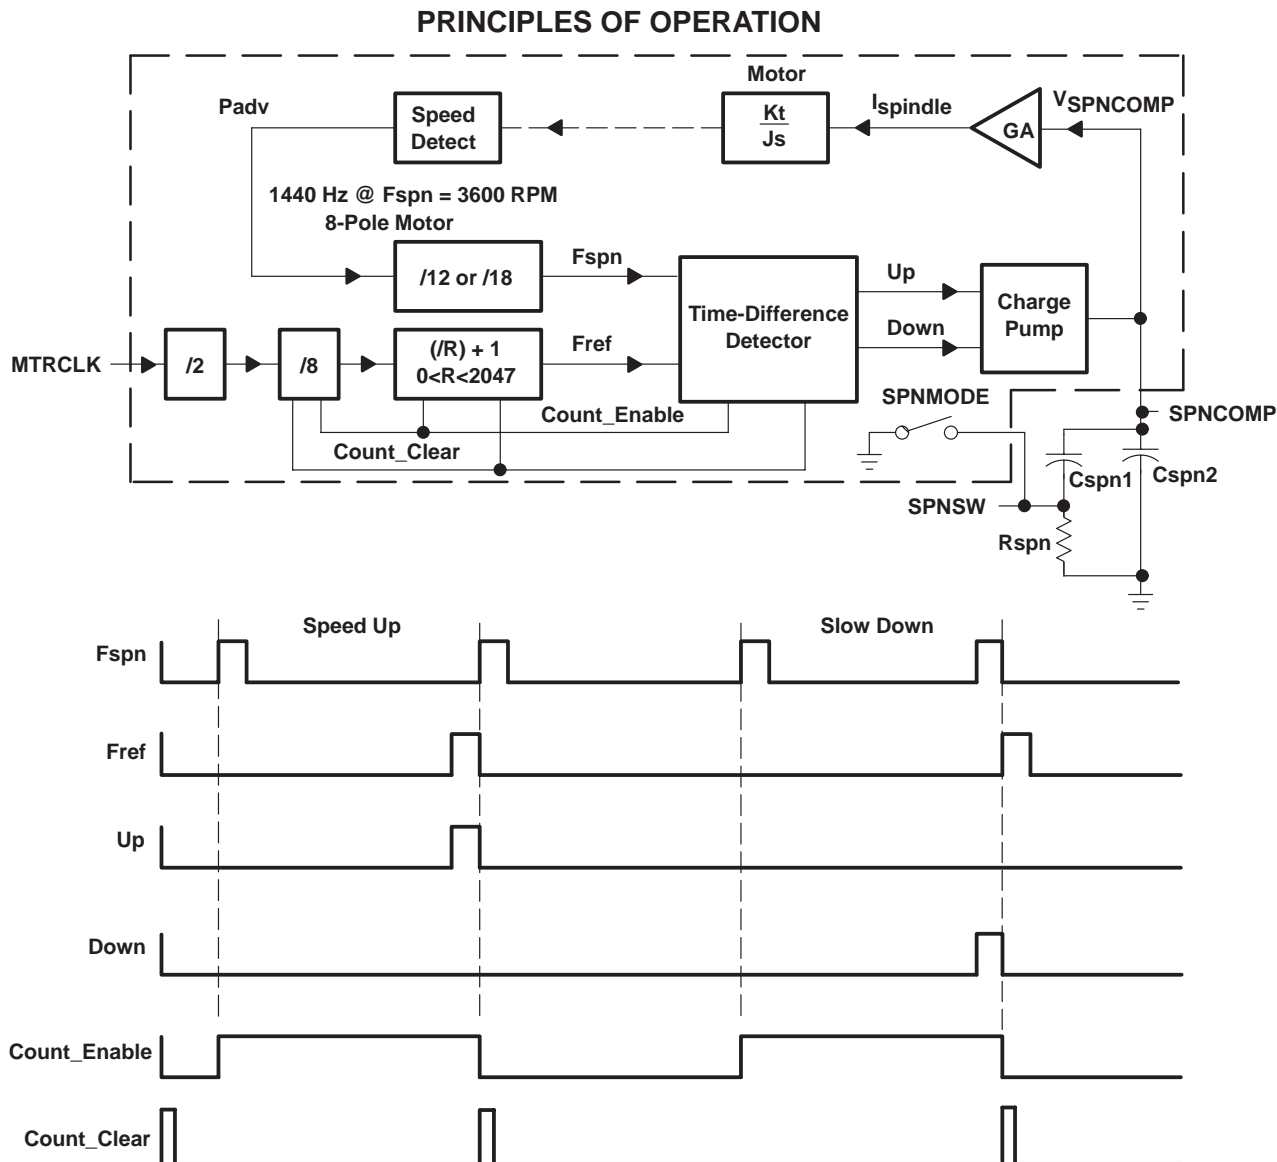 PRINCIPLES OF OPERATION
Motor
Padv
Speed
Detect
Kt
Js
Ispindle
GA
VSPNCOMP
1440 Hz @ Fspn = 3600 RPM
8-Pole Motor
/12 or /18
Fspn
Time-Difference
Detector
Up
Down
Charge
Pump
MTRCLK
/2
/8
(/R) + 1
0<R<2047
Fref
Count_Enable
Count_Clear
SPNMODE
SPNCOMP
Cspn1
Cspn2
SPNSW
Rspn
Speed Up
Slow Down
Fspn
Fref
Up
Down
Count_Enable
Count_Clear